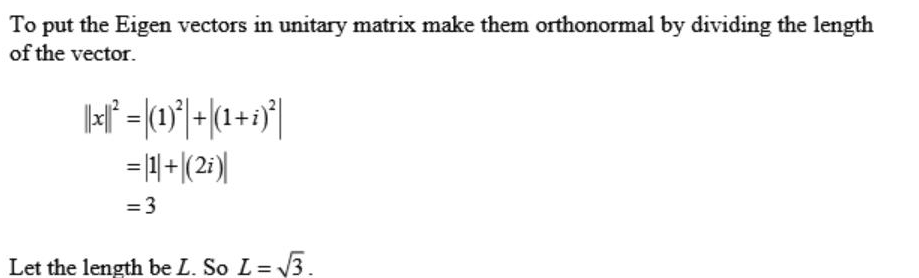 To put the Eigen vectors in unitary matrix make them orthonormal by dividing the length
of the vector.
‖x‖² = |(1)²| + |(1+i)²|
= |1| + |(2i)|
= 3
Let the length be L. So L = √3.